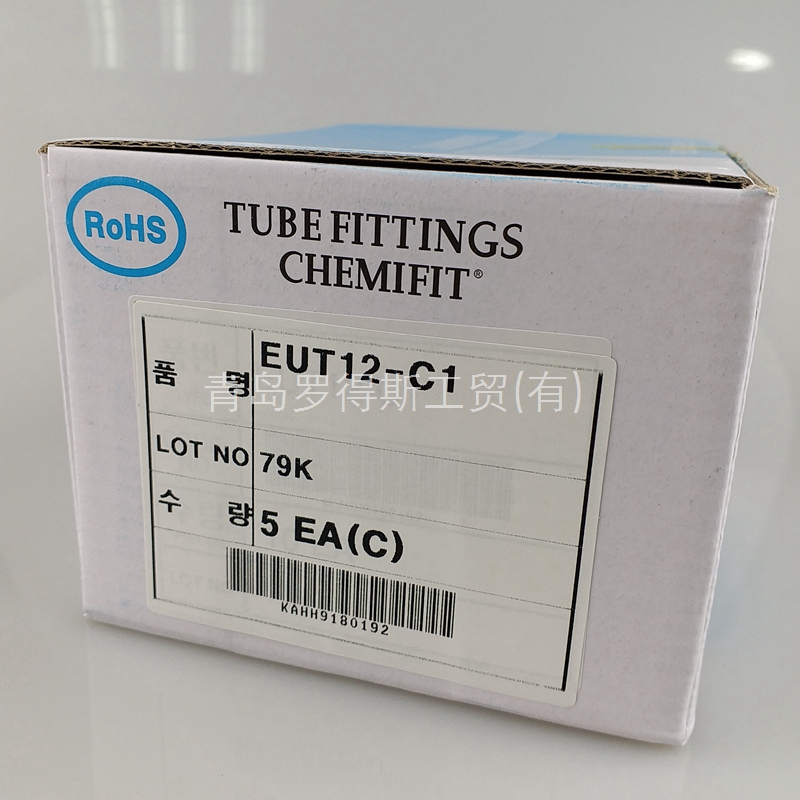 RoHS
TUBE FITTINGS
CHEMIFIT®
품 명 EUT12-C1
青岛罗得斯工贸(有)
LOT NO 79K
수 량 5 EA(C)
KAHH9180192